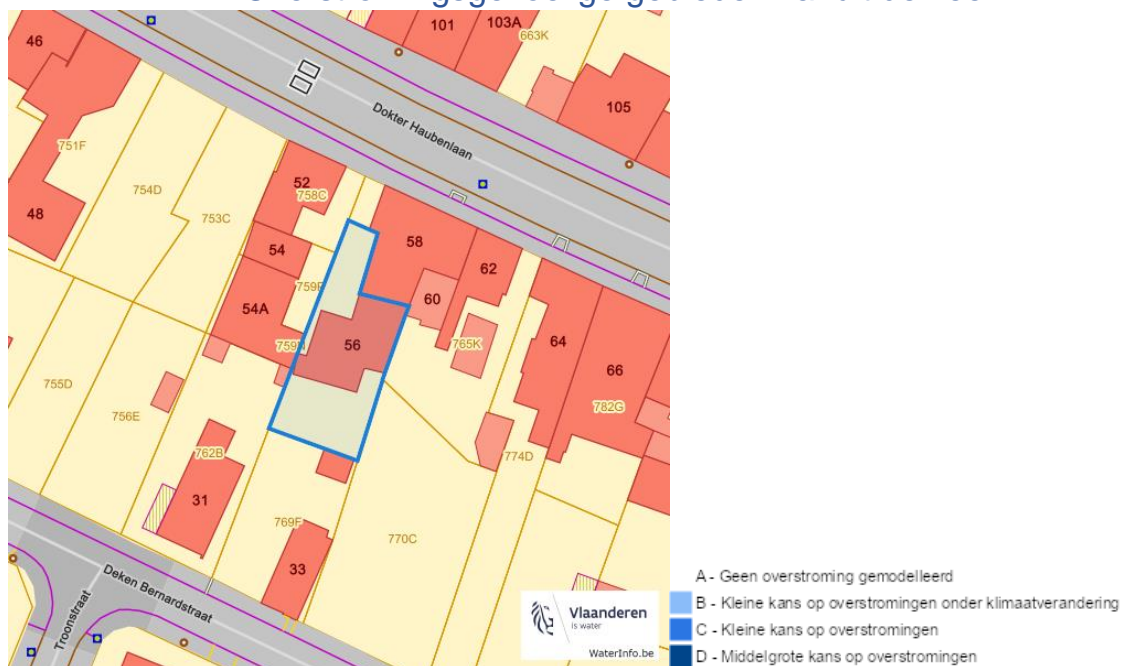 46
101
103A
663K
105
Dokter Haubenlaan
751F
754D
753C
52
758C
48
54
58
62
60
54A
56
765K
64
66
755D
756E
782G
762B
774D
31
769F
770C
33
Deken Bernardstraat
Troonstraat
Vlaanderen
is water
WaterInfo.be
A - Geen overstroming gemodelleerd
B - Kleine kans op overstromingen onder klimaatverandering
C - Kleine kans op overstromingen
D - Middelgrote kans op overstromingen